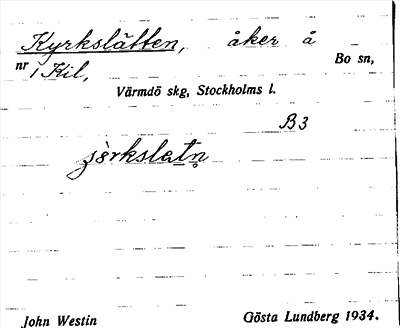 Kyrkslätten, åker å
nr 1 Kil, Bo sn,
Värmdö skg, Stockholms l.
B3
John Westin Gösta Lundberg 1934.